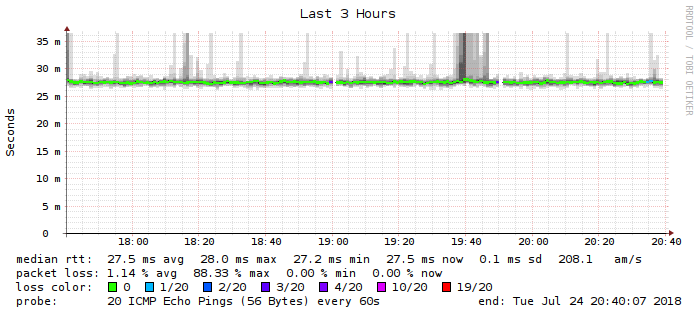 Last 3 Hours
RRDTOOL / TOBI OETIKER
Seconds
35 m
30 m
25 m
20 m
15 m
10 m
5 m
0
18:00 18:20 18:40 19:00 19:20 19:40 20:00 20:20 20:40
median rtt: 27.5 ms avg 28.0 ms max 27.2 ms min 27.5 ms now 0.1 ms sd 208.1 am/s
packet loss: 1.14 % avg 88.33 % max 0.00 % min 0.00 % now
loss color: 0 1/20 2/20 3/20 4/20 10/20 19/20
probe: 20 ICMP Echo Pings (56 Bytes) every 60s end: Tue Jul 24 20:40:07 2018